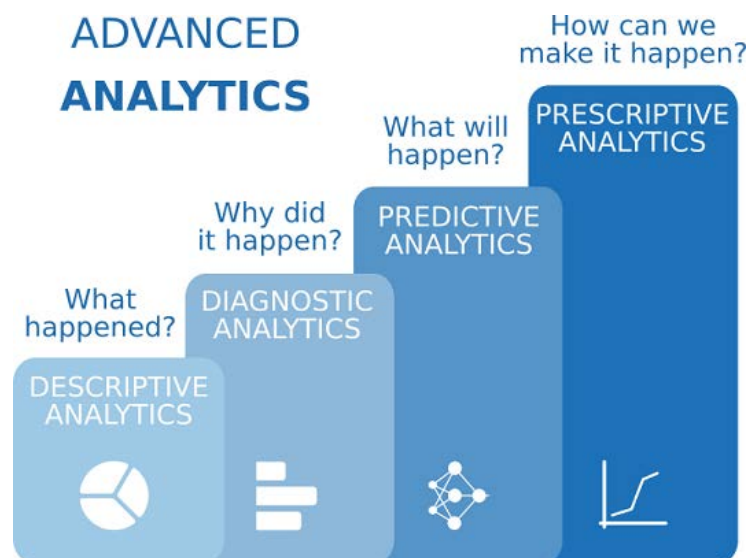 ADVANCED
ANALYTICS
What
happened?
DESCRIPTIVE
ANALYTICS
Why did
it happen?
DIAGNOSTIC
ANALYTICS
What will
happen?
PREDICTIVE
ANALYTICS
How can we
make it happen?
PRESCRIPTIVE
ANALYTICS